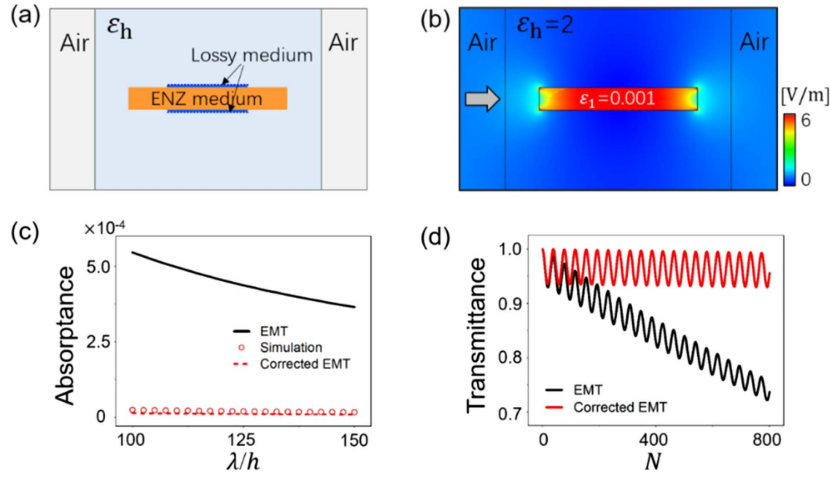 (a)
εh
Air
Air
Lossy medium
ENZ medium
(b)
εh=2
Air
Air
ε1=0.001
[V/m]
6
0
(c)
×10-4
5.0
2.5
0
Absorptance
EMT
Simulation
Corrected EMT
100
125
150
λ/h
(d)
1.0
0.9
0.8
0.7
Transmittance
EMT
Corrected EMT
0
400
800
N